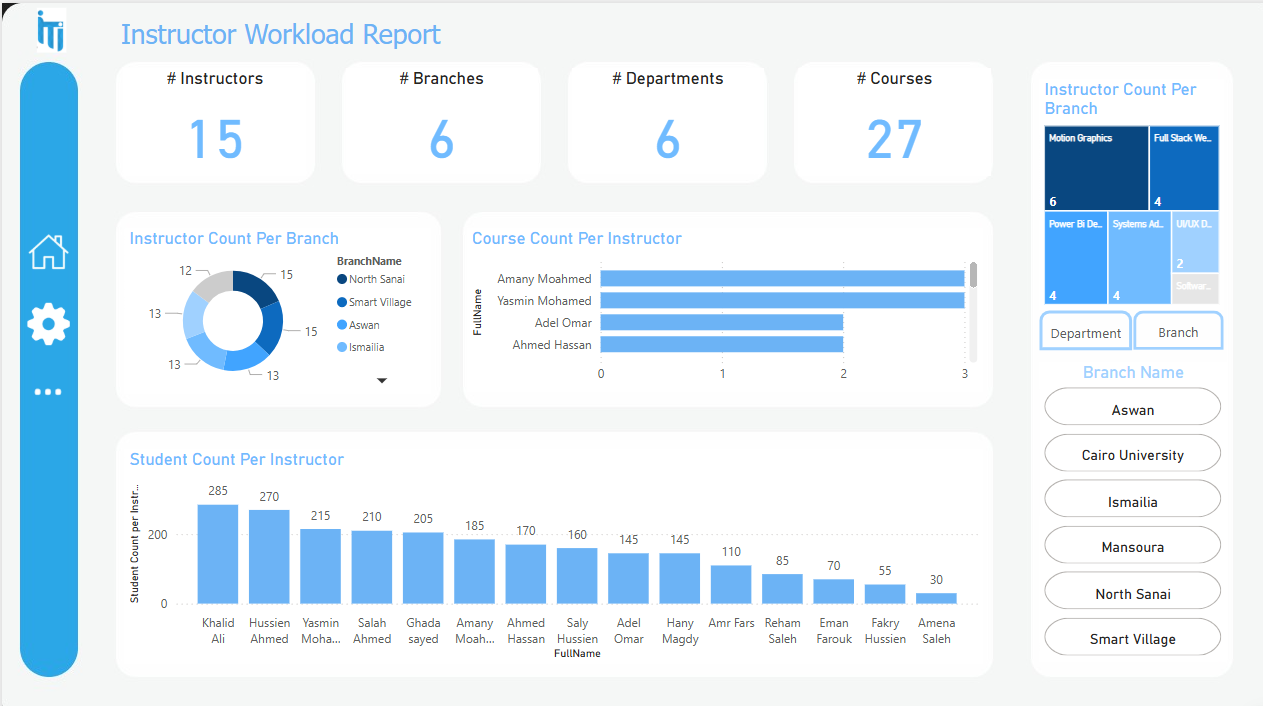 iTi
Instructor Workload Report
# Instructors
15
# Branches
6
# Departments
6
# Courses
27
Instructor Count Per Branch
BranchName
North Sanai
Smart Village
Aswan
Ismailia
12
15
13
15
13
13
Course Count Per Instructor
FullName
Amany Moahmed
Yasmin Mohamed
Adel Omar
Ahmed Hassan
0 1 2 3
Student Count Per Instructor
Student Count per Instr...
200
0
285 270 215 210 205 185 170 160 145 145 110 85 70 55 30
Khalid Hussien Yasmin Salah Ghada Amany Ahmed Saly Adel Hany Amr Fars Reham Eman Fakry Amena
Ali Ahmed Moha... Ahmed sayed Moah... Hassan Hussien Omar Magdy Saleh Farouk Hussien Saleh
FullName
Instructor Count Per
Branch
Motion Graphics
6
Full Stack We...
4
Power Bi De...
4
Systems Ad...
4
UI/UX D...
2
Softwar...
Department
Branch
Branch Name
Aswan
Cairo University
Ismailia
Mansoura
North Sanai
Smart Village